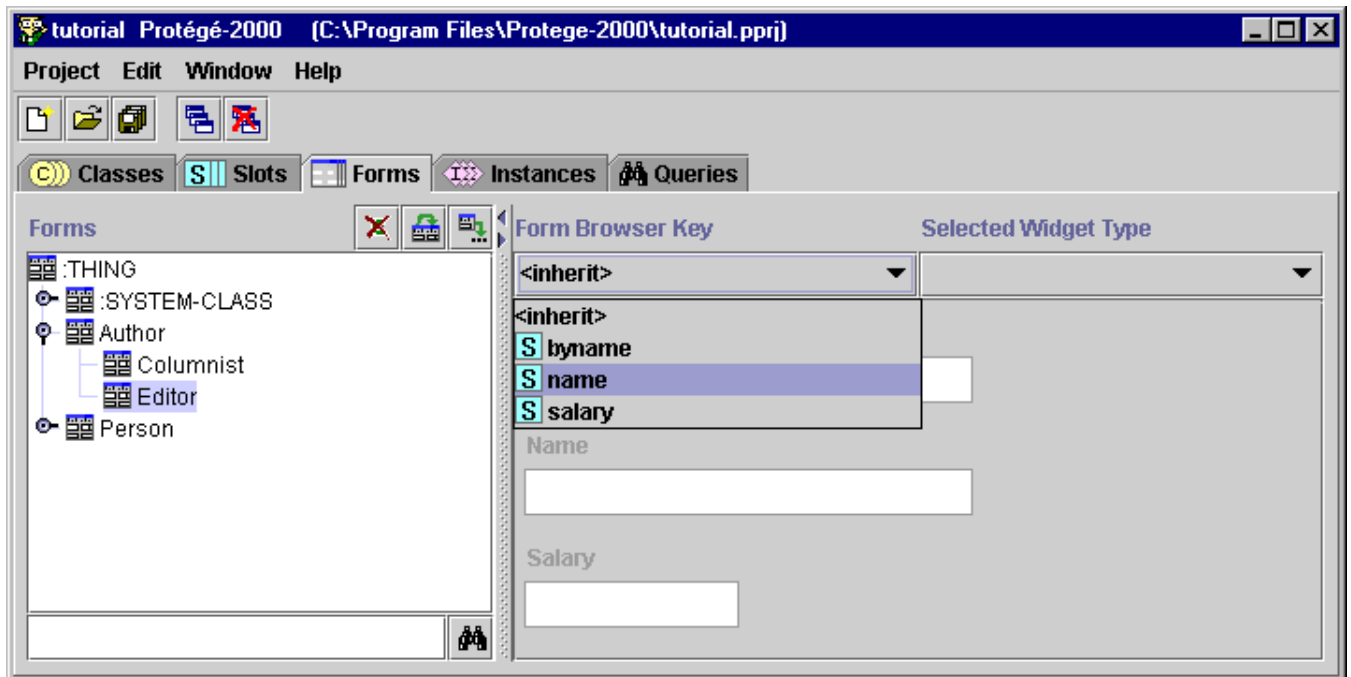 tutorial Protégé-2000 (C:\Program Files\Protege-2000\tutorial.pprj)
Project Edit Window Help
C Classes S Slots Forms I Instances Queries
Forms
:THING
:SYSTEM-CLASS
Author
Columnist
Editor
Person
Form Browser Key Selected Widget Type
<inherit>
<inherit>
S byname
S name
S salary
Name
Salary